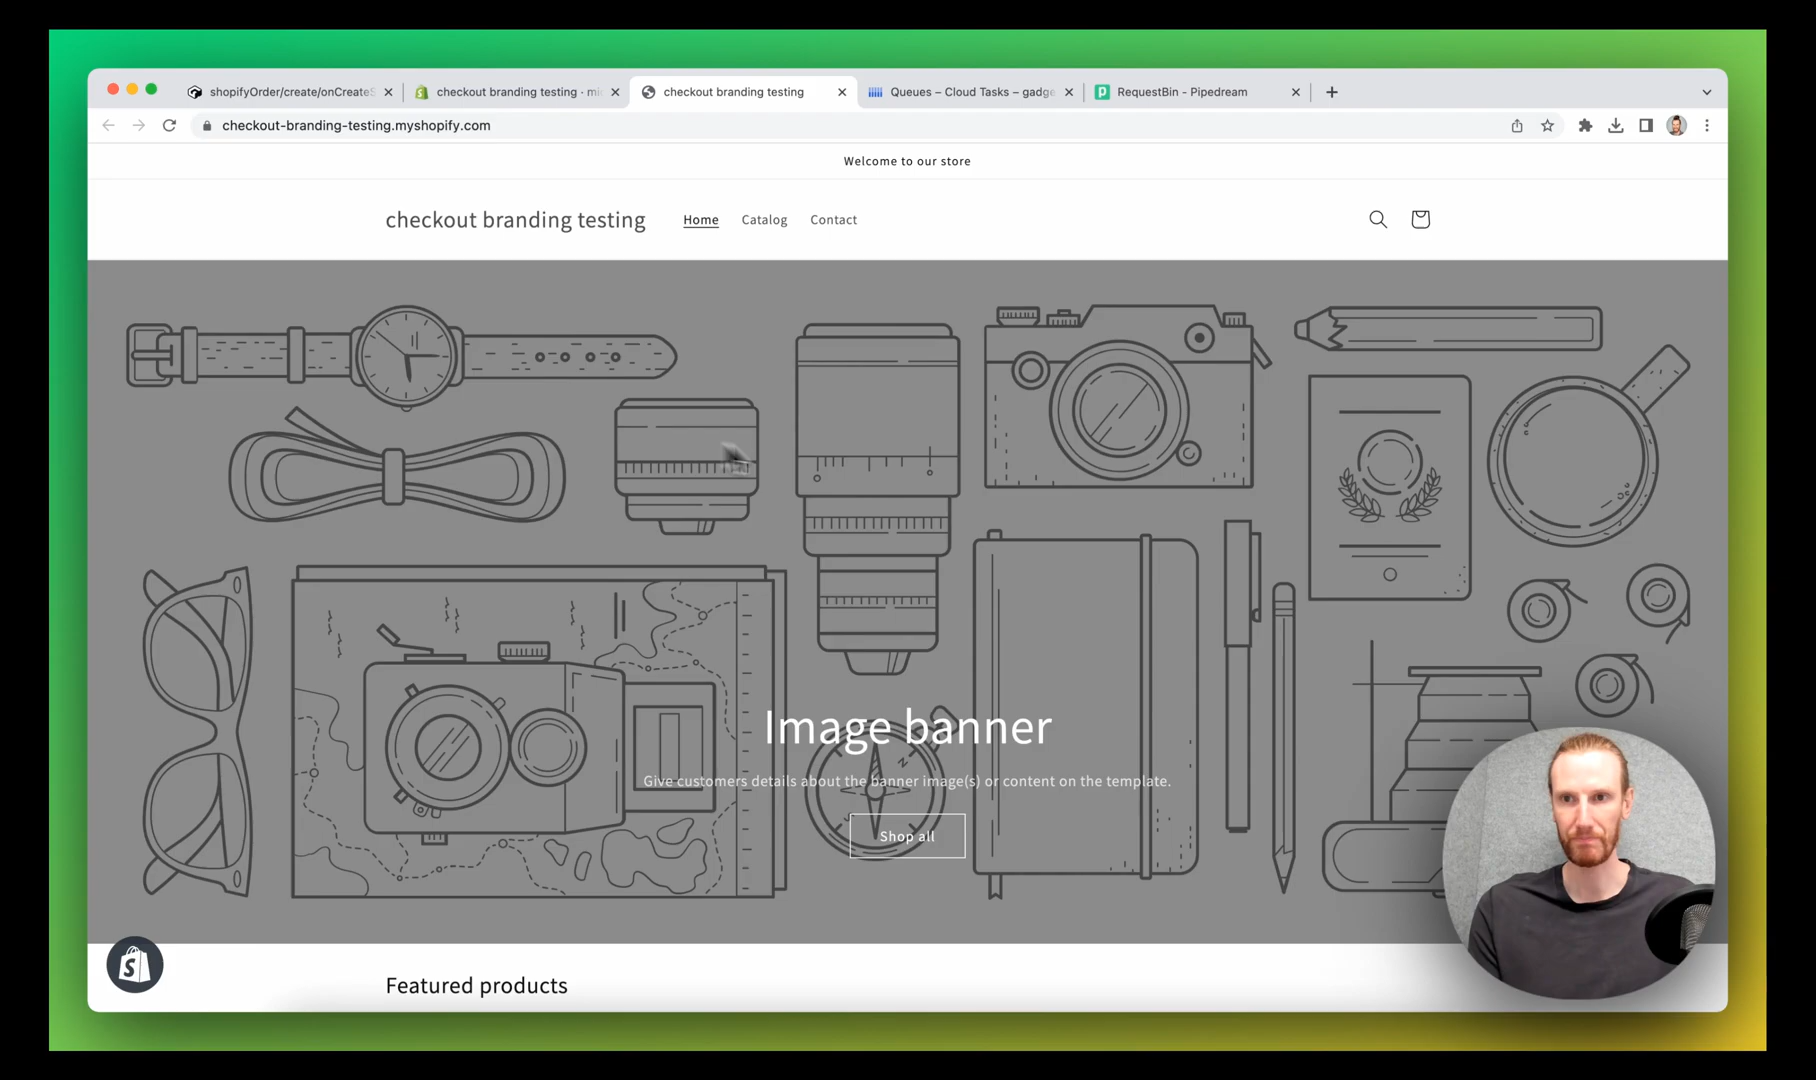 shopifyOrder/create/onCreateS
checkout branding testing · mi
checkout branding testing
Queues – Cloud Tasks – gadge
RequestBin - Pipedream
checkout-branding-testing.myshopify.com
Welcome to our store
checkout branding testing
Home
Catalog
Contact
Image banner
Give customers details about the banner image(s) or content on the template.
Shop all
Featured products